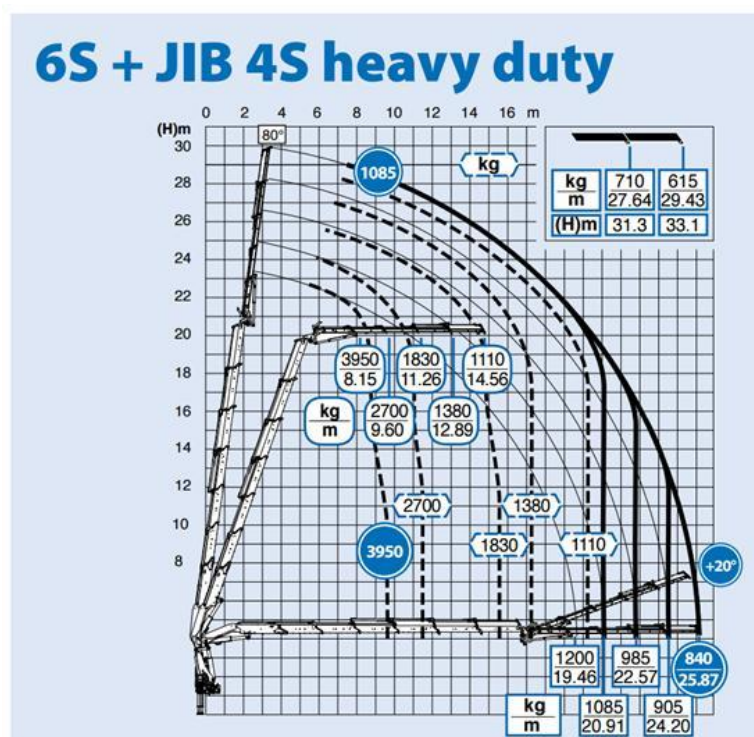 6S + JIB 4S heavy duty
0 2 4 6 8 10 12 14 16 m
(H)m
30
28
26
24
22
20
18
16
14
12
10
8
80°
1085
kg
kg 710 615
m 27.64 29.43
(H)m 31.3 33.1
3950 1830 1110
8.15 11.26 14.56
kg 2700 1380
m 9.60 12.89
2700 1380
3950 1830 1110
+20°
1200 985 840
19.46 22.57 25.87
kg 1085 905
m 20.91 24.20